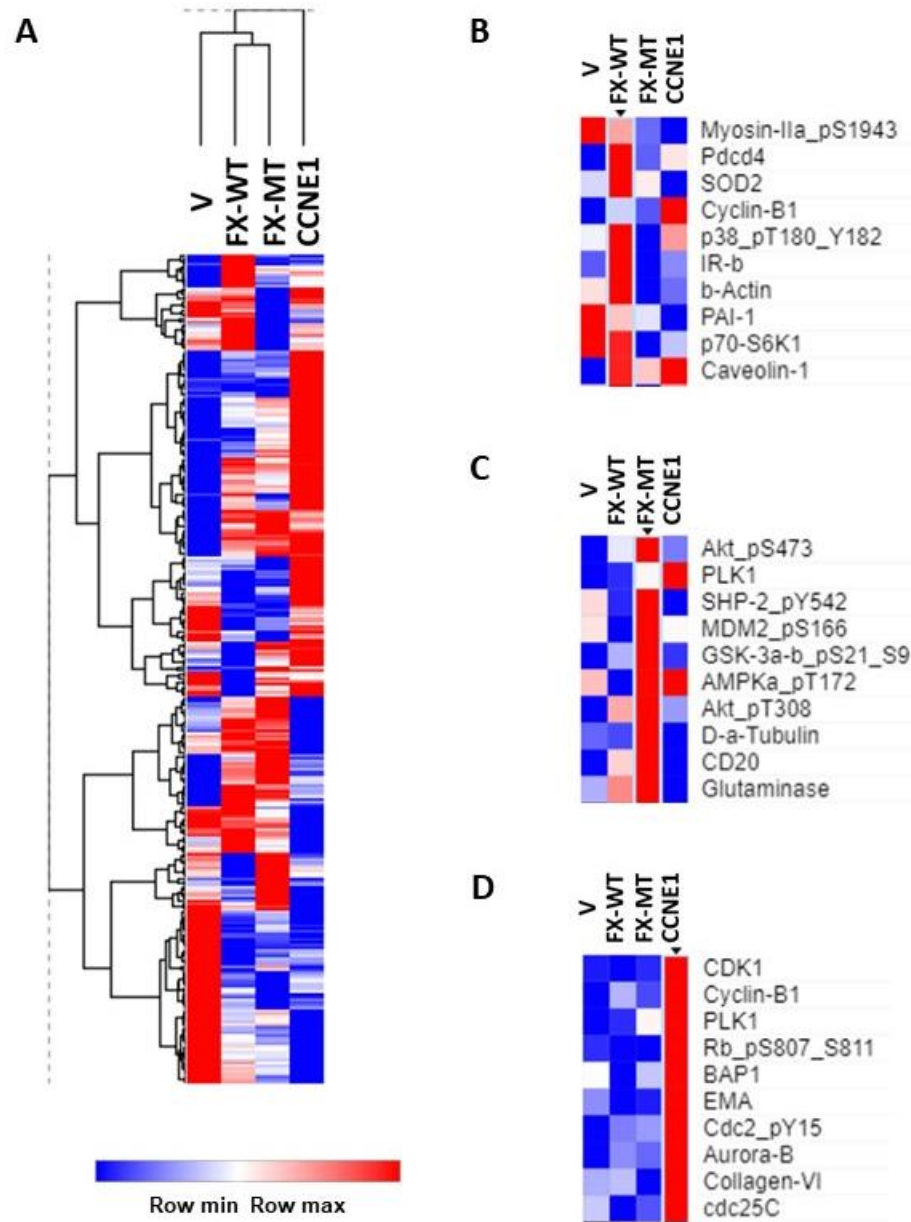 A
V
FX-WT
FX-MT
CCNE1
Row min Row max
B
V
FX-WT
FX-MT
CCNE1
Myosin-IIa_pS1943
Pdcd4
SOD2
Cyclin-B1
p38_pT180_Y182
IR-b
b-Actin
PAI-1
p70-S6K1
Caveolin-1
C
V
FX-WT
FX-MT
CCNE1
Akt_pS473
PLK1
SHP-2_pY542
MDM2_pS166
GSK-3a-b_pS21_S9
AMPKa_pT172
Akt_pT308
D-a-Tubulin
CD20
Glutaminase
D
V
FX-WT
FX-MT
CCNE1
CDK1
Cyclin-B1
PLK1
Rb_pS807_S811
BAP1
EMA
Cdc2_pY15
Aurora-B
Collagen-VI
cdc25C